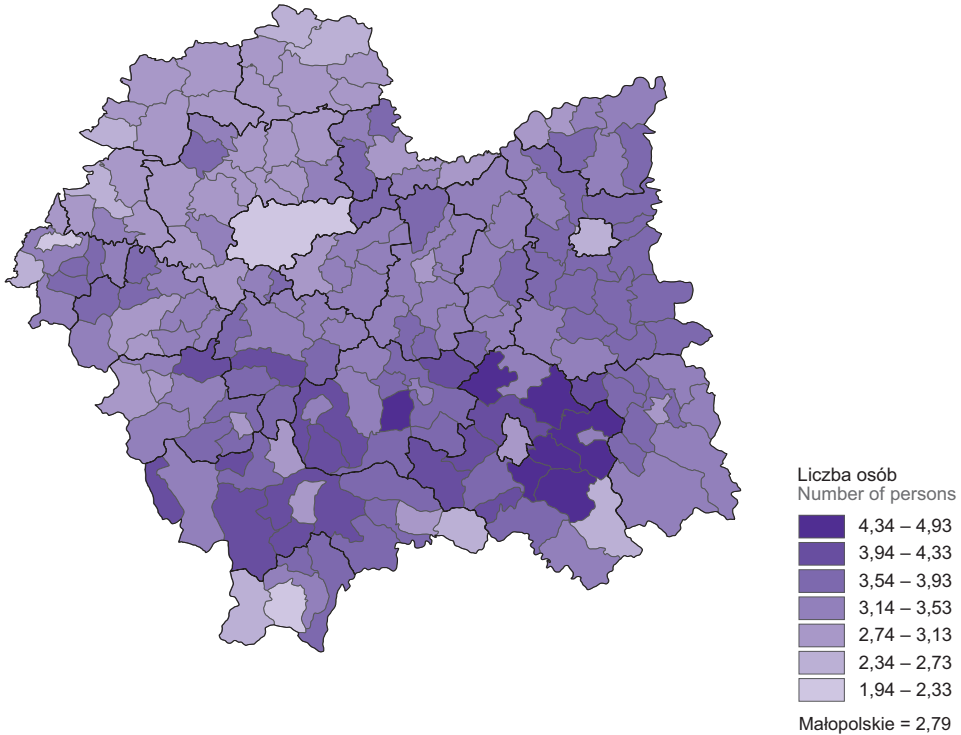 Liczba osób
Number of persons
4,34 – 4,93
3,94 – 4,33
3,54 – 3,93
3,14 – 3,53
2,74 – 3,13
2,34 – 2,73
1,94 – 2,33
Małopolskie = 2,79